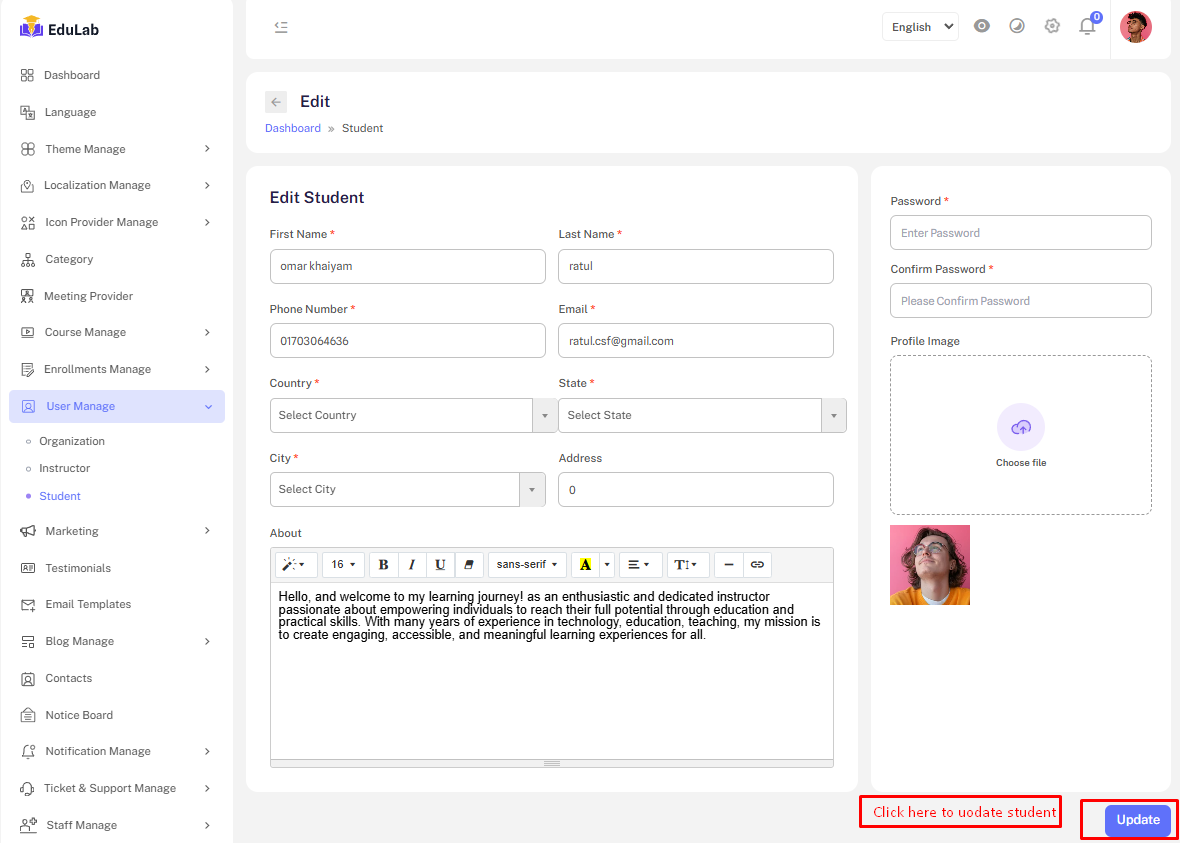 EduLab
English
0
Dashboard
Language
Theme Manage
Localization Manage
Icon Provider Manage
Category
Meeting Provider
Course Manage
Enrollments Manage
User Manage
Organization
Instructor
Student
Marketing
Testimonials
Email Templates
Blog Manage
Contacts
Notice Board
Notification Manage
Ticket & Support Manage
Staff Manage
Edit
Dashboard » Student
Edit Student
First Name * Last Name *
omar khaiyam ratul
Phone Number * Email *
01703064636 ratul.csf@gmail.com
Country * State *
Select Country Select State
City * Address
Select City 0
About
16 B I U sans-serif A T
Hello, and welcome to my learning journey! as an enthusiastic and dedicated instructor
passionate about empowering individuals to reach their full potential through education and
practical skills. With many years of experience in technology, education, teaching, my mission is
to create engaging, accessible, and meaningful learning experiences for all.
Password *
Enter Password
Confirm Password *
Please Confirm Password
Profile Image
Choose file
Click here to uodate student
Update